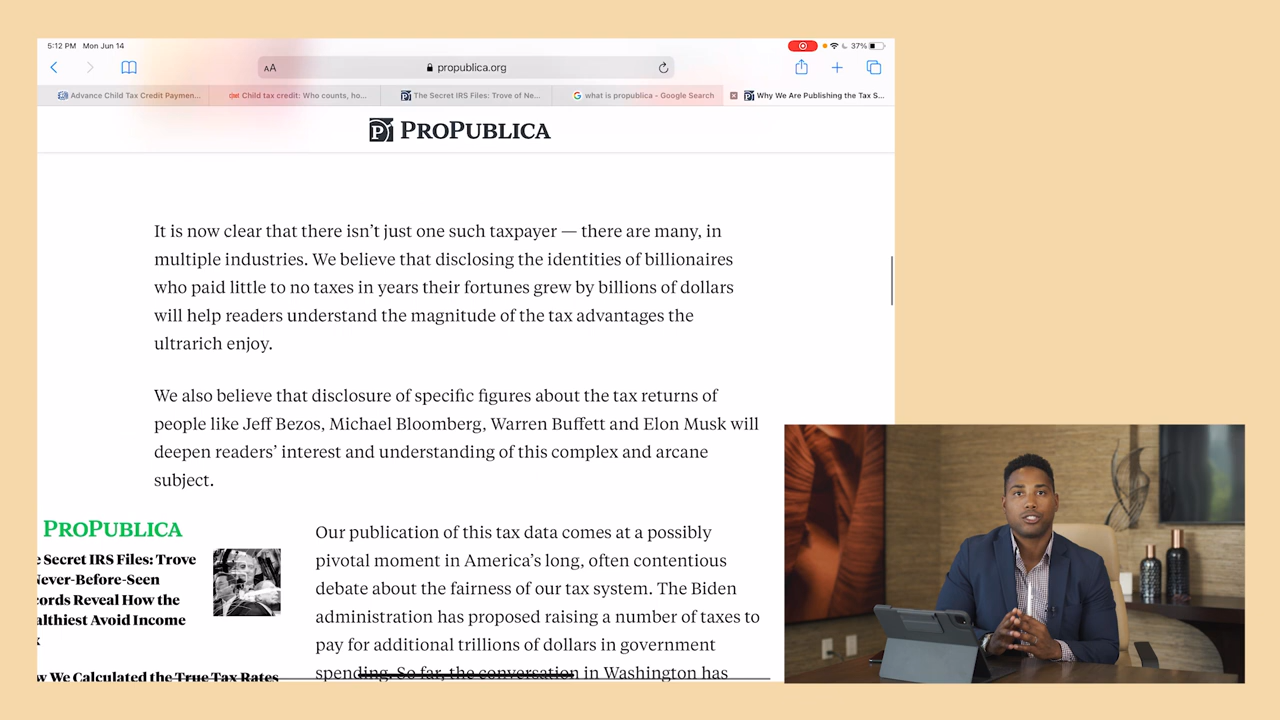 5:12 PM Mon Jun 14
37%
AA
propublica.org
Advance Child Tax Credit Paymen...
Child tax credit: Who counts, ho...
The Secret IRS Files: Trove of Ne...
what is propublica - Google Search
Why We Are Publishing the Tax S...
PROPUBLICA
It is now clear that there isn’t just one such taxpayer — there are many, in
multiple industries. We believe that disclosing the identities of billionaires
who paid little to no taxes in years their fortunes grew by billions of dollars
will help readers understand the magnitude of the tax advantages the
ultrarich enjoy.
We also believe that disclosure of specific figures about the tax returns of
people like Jeff Bezos, Michael Bloomberg, Warren Buffett and Elon Musk will
deepen readers’ interest and understanding of this complex and arcane
subject.
PROPUBLICA
e Secret IRS Files: Trove
Never-Before-Seen
cords Reveal How the
althiest Avoid Income
x
w We Calculated the True Tax Rates
Our publication of this tax data comes at a possibly
pivotal moment in America’s long, often contentious
debate about the fairness of our tax system. The Biden
administration has proposed raising a number of taxes to
pay for additional trillions of dollars in government
spending. So far, the conversation in Washington has